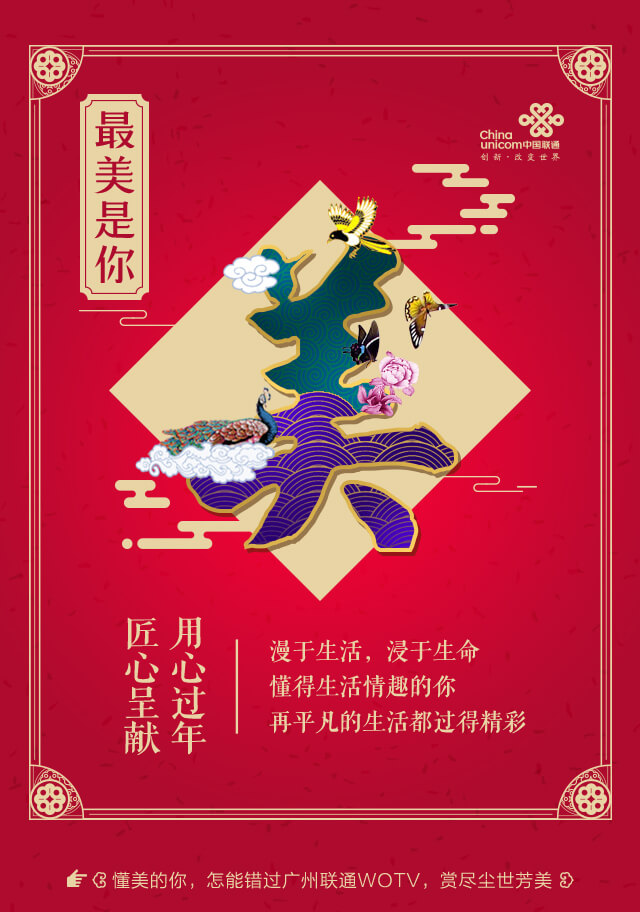 最美是你
China
unicom中国联通
创新·改变世界
美
用心过年
匠心呈献
漫于生活，浸于生命
懂得生活情趣的你
再平凡的生活都过得精彩
懂美的你，怎能错过广州联通WOTV，赏尽尘世芳美